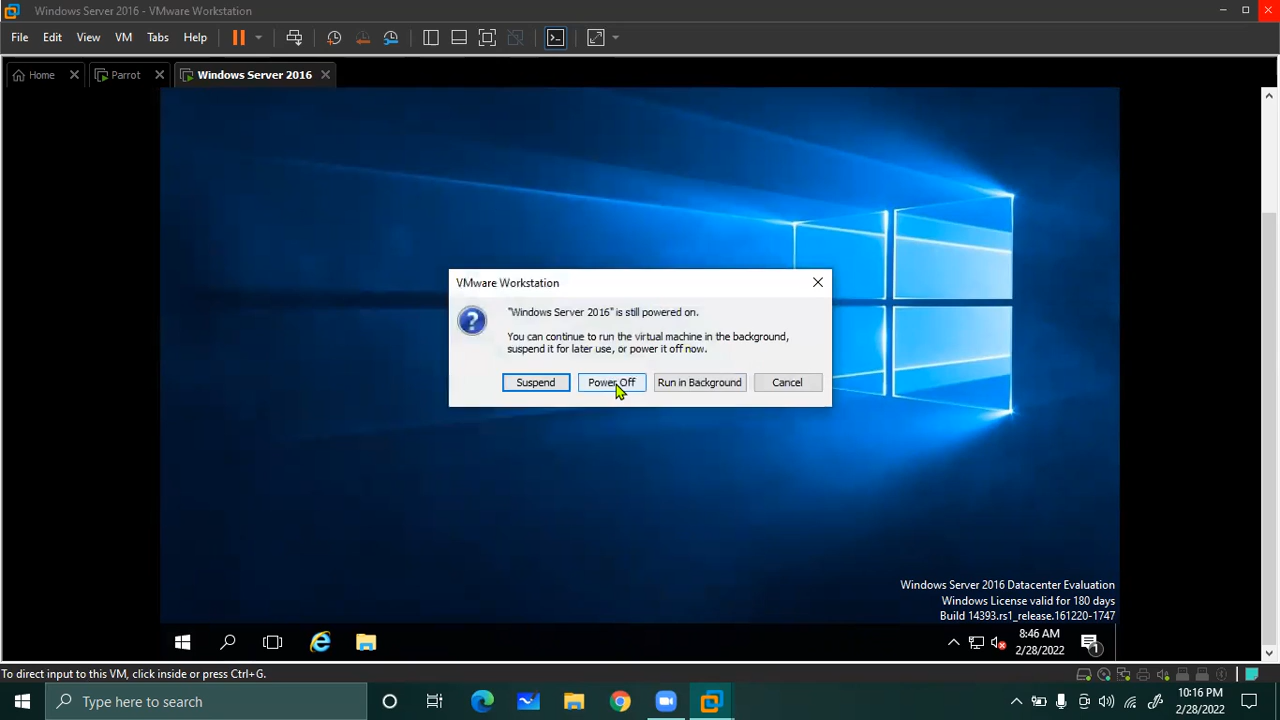 Windows Server 2016 - VMware Workstation
File Edit View VM Tabs Help
Home Parrot Windows Server 2016
VMware Workstation
"Windows Server 2016" is still powered on.
You can continue to run the virtual machine in the background,
suspend it for later use, or power it off now.
Suspend Power Off Run in Background Cancel
Windows Server 2016 Datacenter Evaluation
Windows License valid for 180 days
Build 14393.rs1_release.161220-1747
8:46 AM
2/28/2022
1
To direct input to this VM, click inside or press Ctrl+G.
Type here to search
10:16 PM
2/28/2022